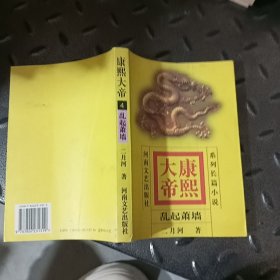 康熙大帝
4
乱起萧墙
二月河 著
河南文艺出版社
系列长篇小说
康熙
大帝
河南文艺出版社
乱起萧墙
二月河 著